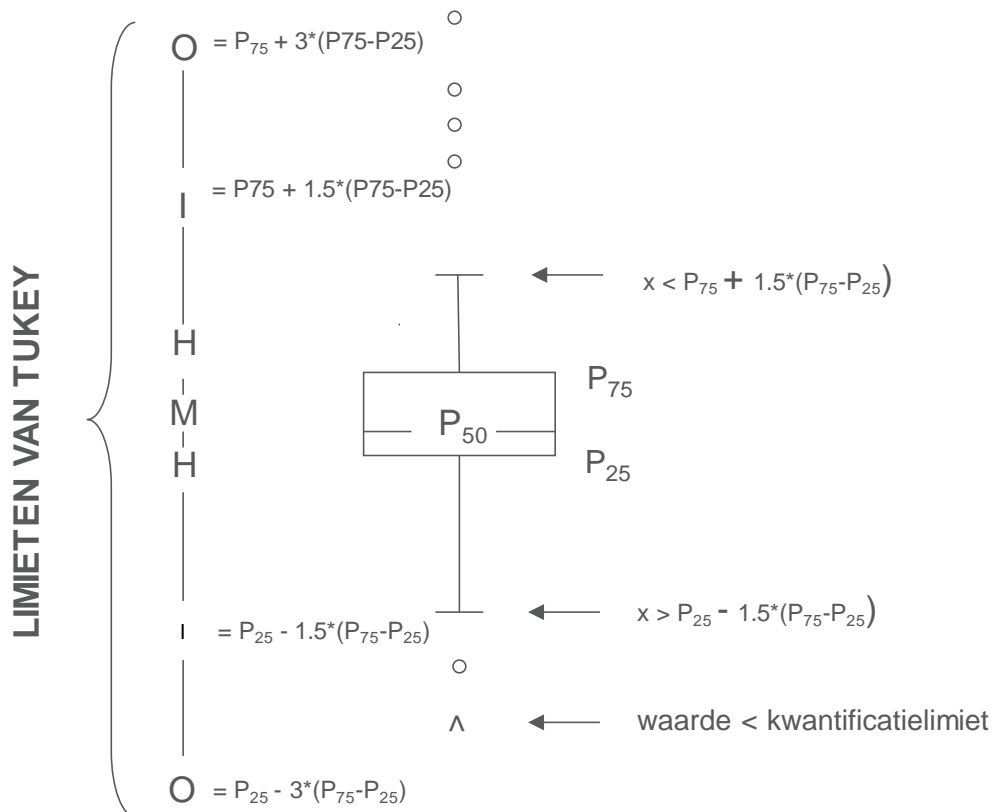 LIMIETEN VAN TUKEY
O = P75 + 3*(P75-P25)
I = P75 + 1.5*(P75-P25)
x < P75 + 1.5*(P75-P25)
H
P75
M
P50
H
P25
x > P25 - 1.5*(P75-P25)
I = P25 - 1.5*(P75-P25)
^ waarde < kwantificatielimiet
O = P25 - 3*(P75-P25)